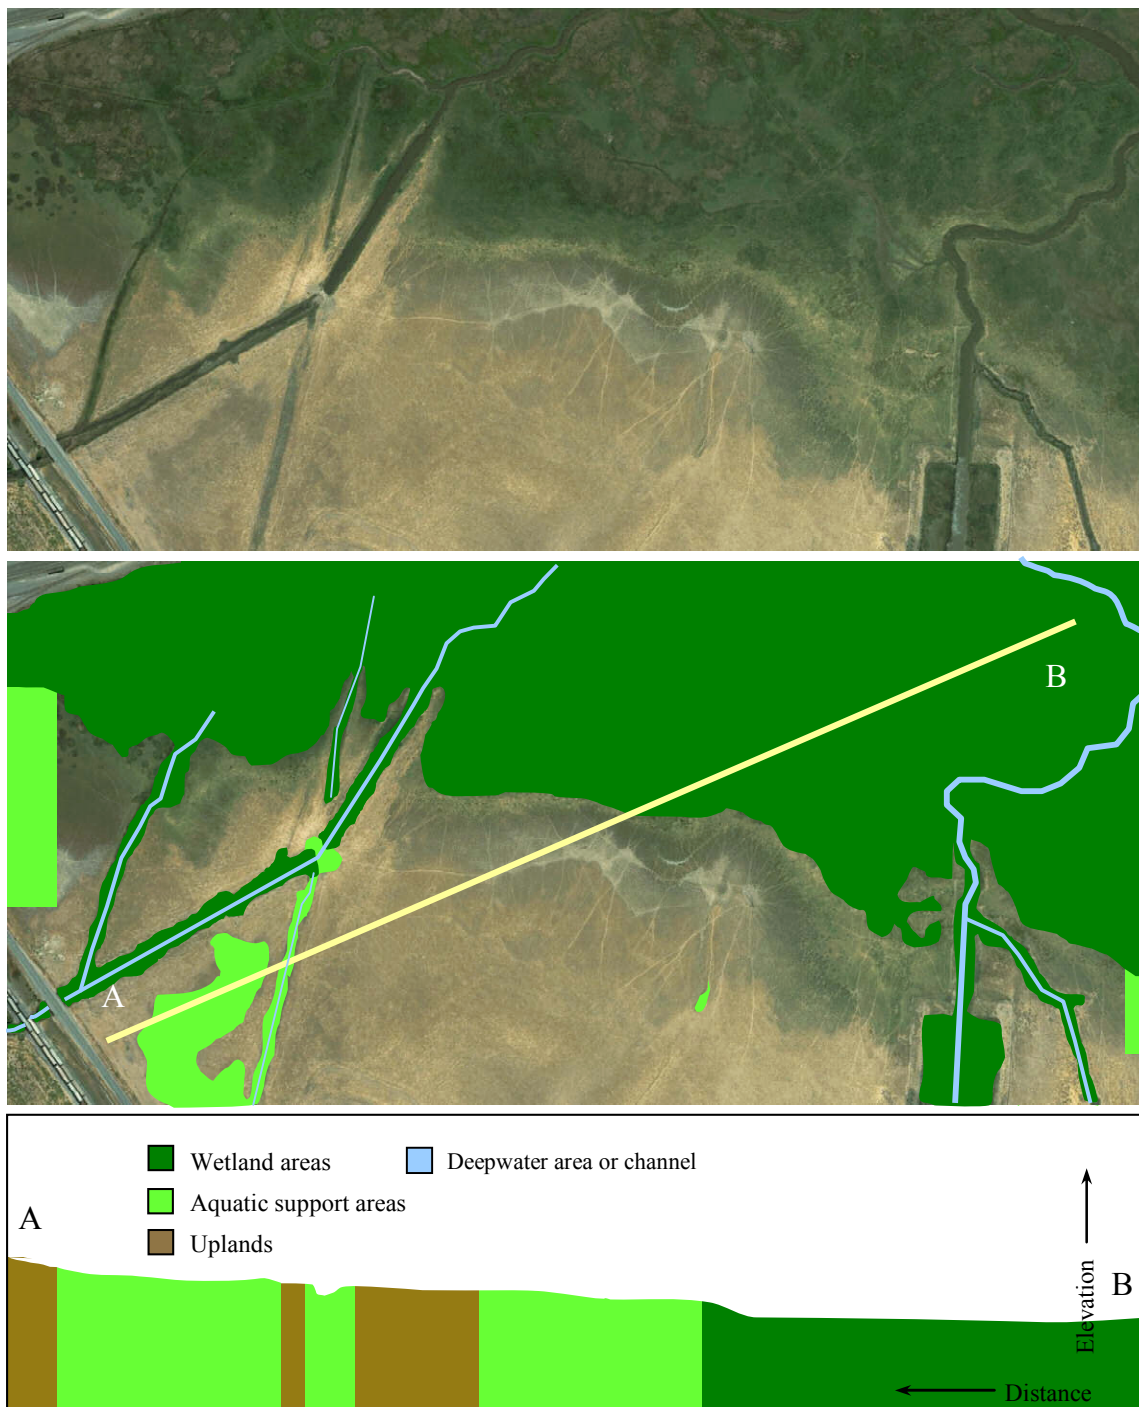 A
B
Wetland areas
Deepwater area or channel
Aquatic support areas
Uplands
A
B
Elevation
Distance